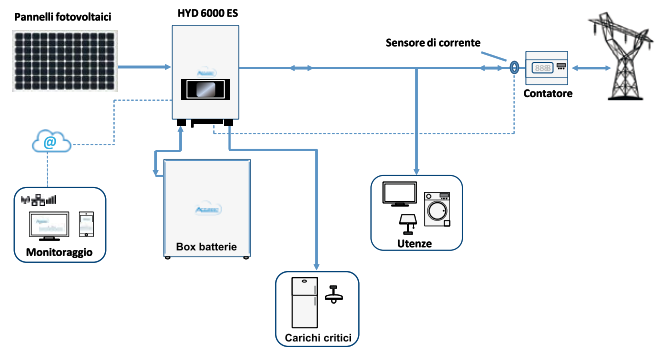 Pannelli fotovoltaici
HYD 6000 ES
Sensore di corrente
Contatore
@
Monitoraggio
Box batterie
Utenze
Carichi critici